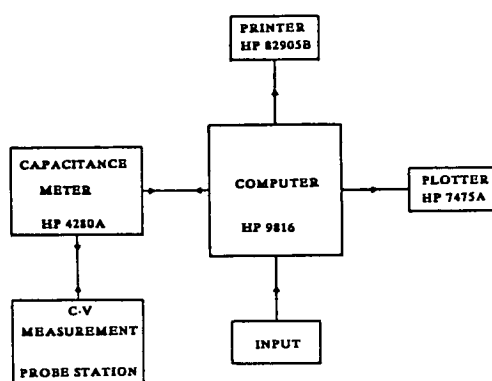 PRINTER
HP 82905B
CAPACITANCE
METER
HP 4280A
COMPUTER
HP 9816
PLOTTER
HP 7475A
C-V
MEASUREMENT
PROBE STATION
INPUT